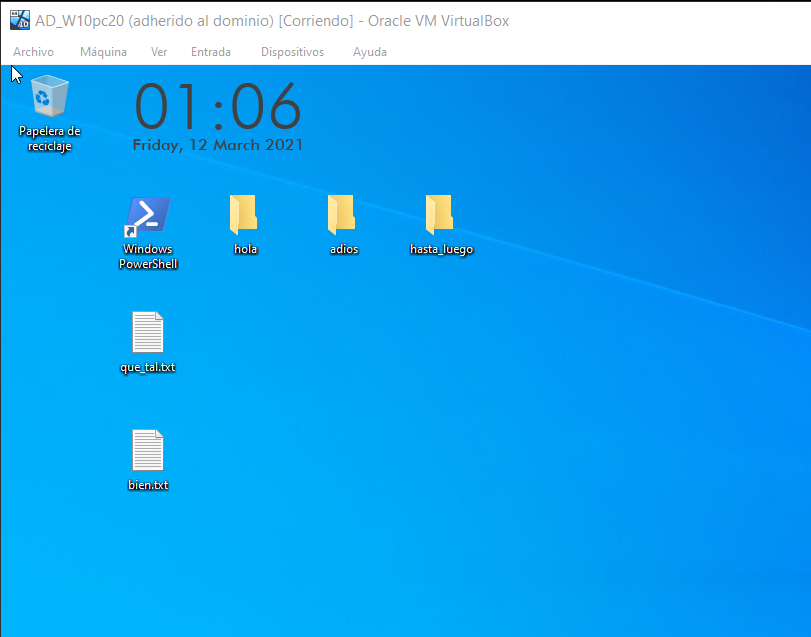 AD_W10pc20 (adherido al dominio) [Corriendo] - Oracle VM VirtualBox
Archivo Máquina Ver Entrada Dispositivos Ayuda
Papelera de
reciclaje
01:06
Friday, 12 March 2021
Windows
PowerShell
hola
adios
hasta_luego
que_tal.txt
bien.txt